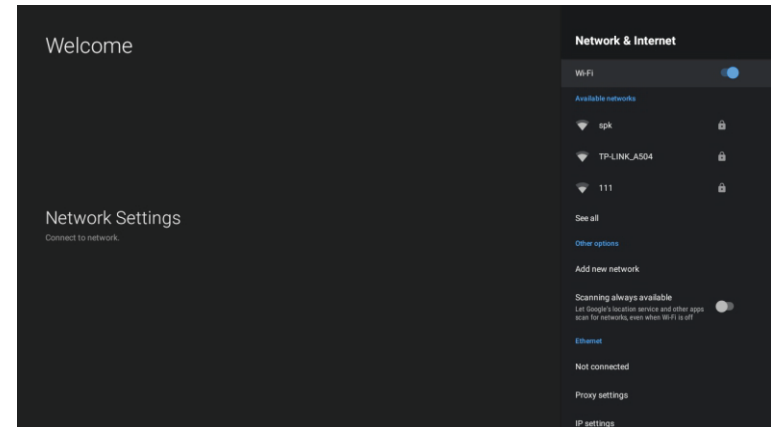 Welcome
Network Settings
Connect to network.
Network & Internet
Wi-Fi
Available networks
spk
TP-LINK_A504
111
See all
Other options
Add new network
Scanning always available
Let Google's location service and other apps
scan for networks, even when Wi-Fi is off
Ethernet
Not connected
Proxy settings
IP settings